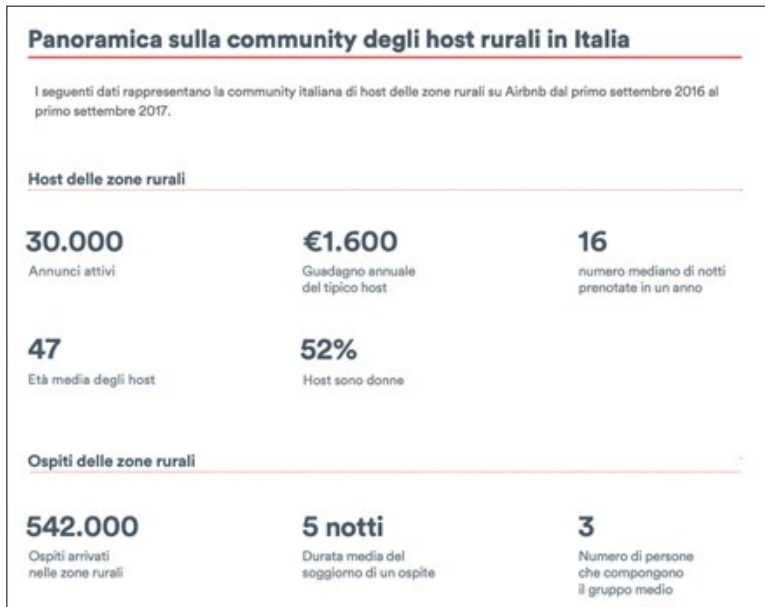 Panoramica sulla community degli host rurali in Italia
I seguenti dati rappresentano la community italiana di host delle zone rurali su Airbnb dal primo settembre 2016 al
primo settembre 2017.
Host delle zone rurali
30.000
Annunci attivi
€1.600
Guadagno annuale
del tipico host
16
numero mediano di notti
prenotate in un anno
47
Età media degli host
52%
Host sono donne
Ospiti delle zone rurali
542.000
Ospiti arrivati
nelle zone rurali
5 notti
Durata media del
soggiorno di un ospite
3
Numero di persone
che compongono
il gruppo medio